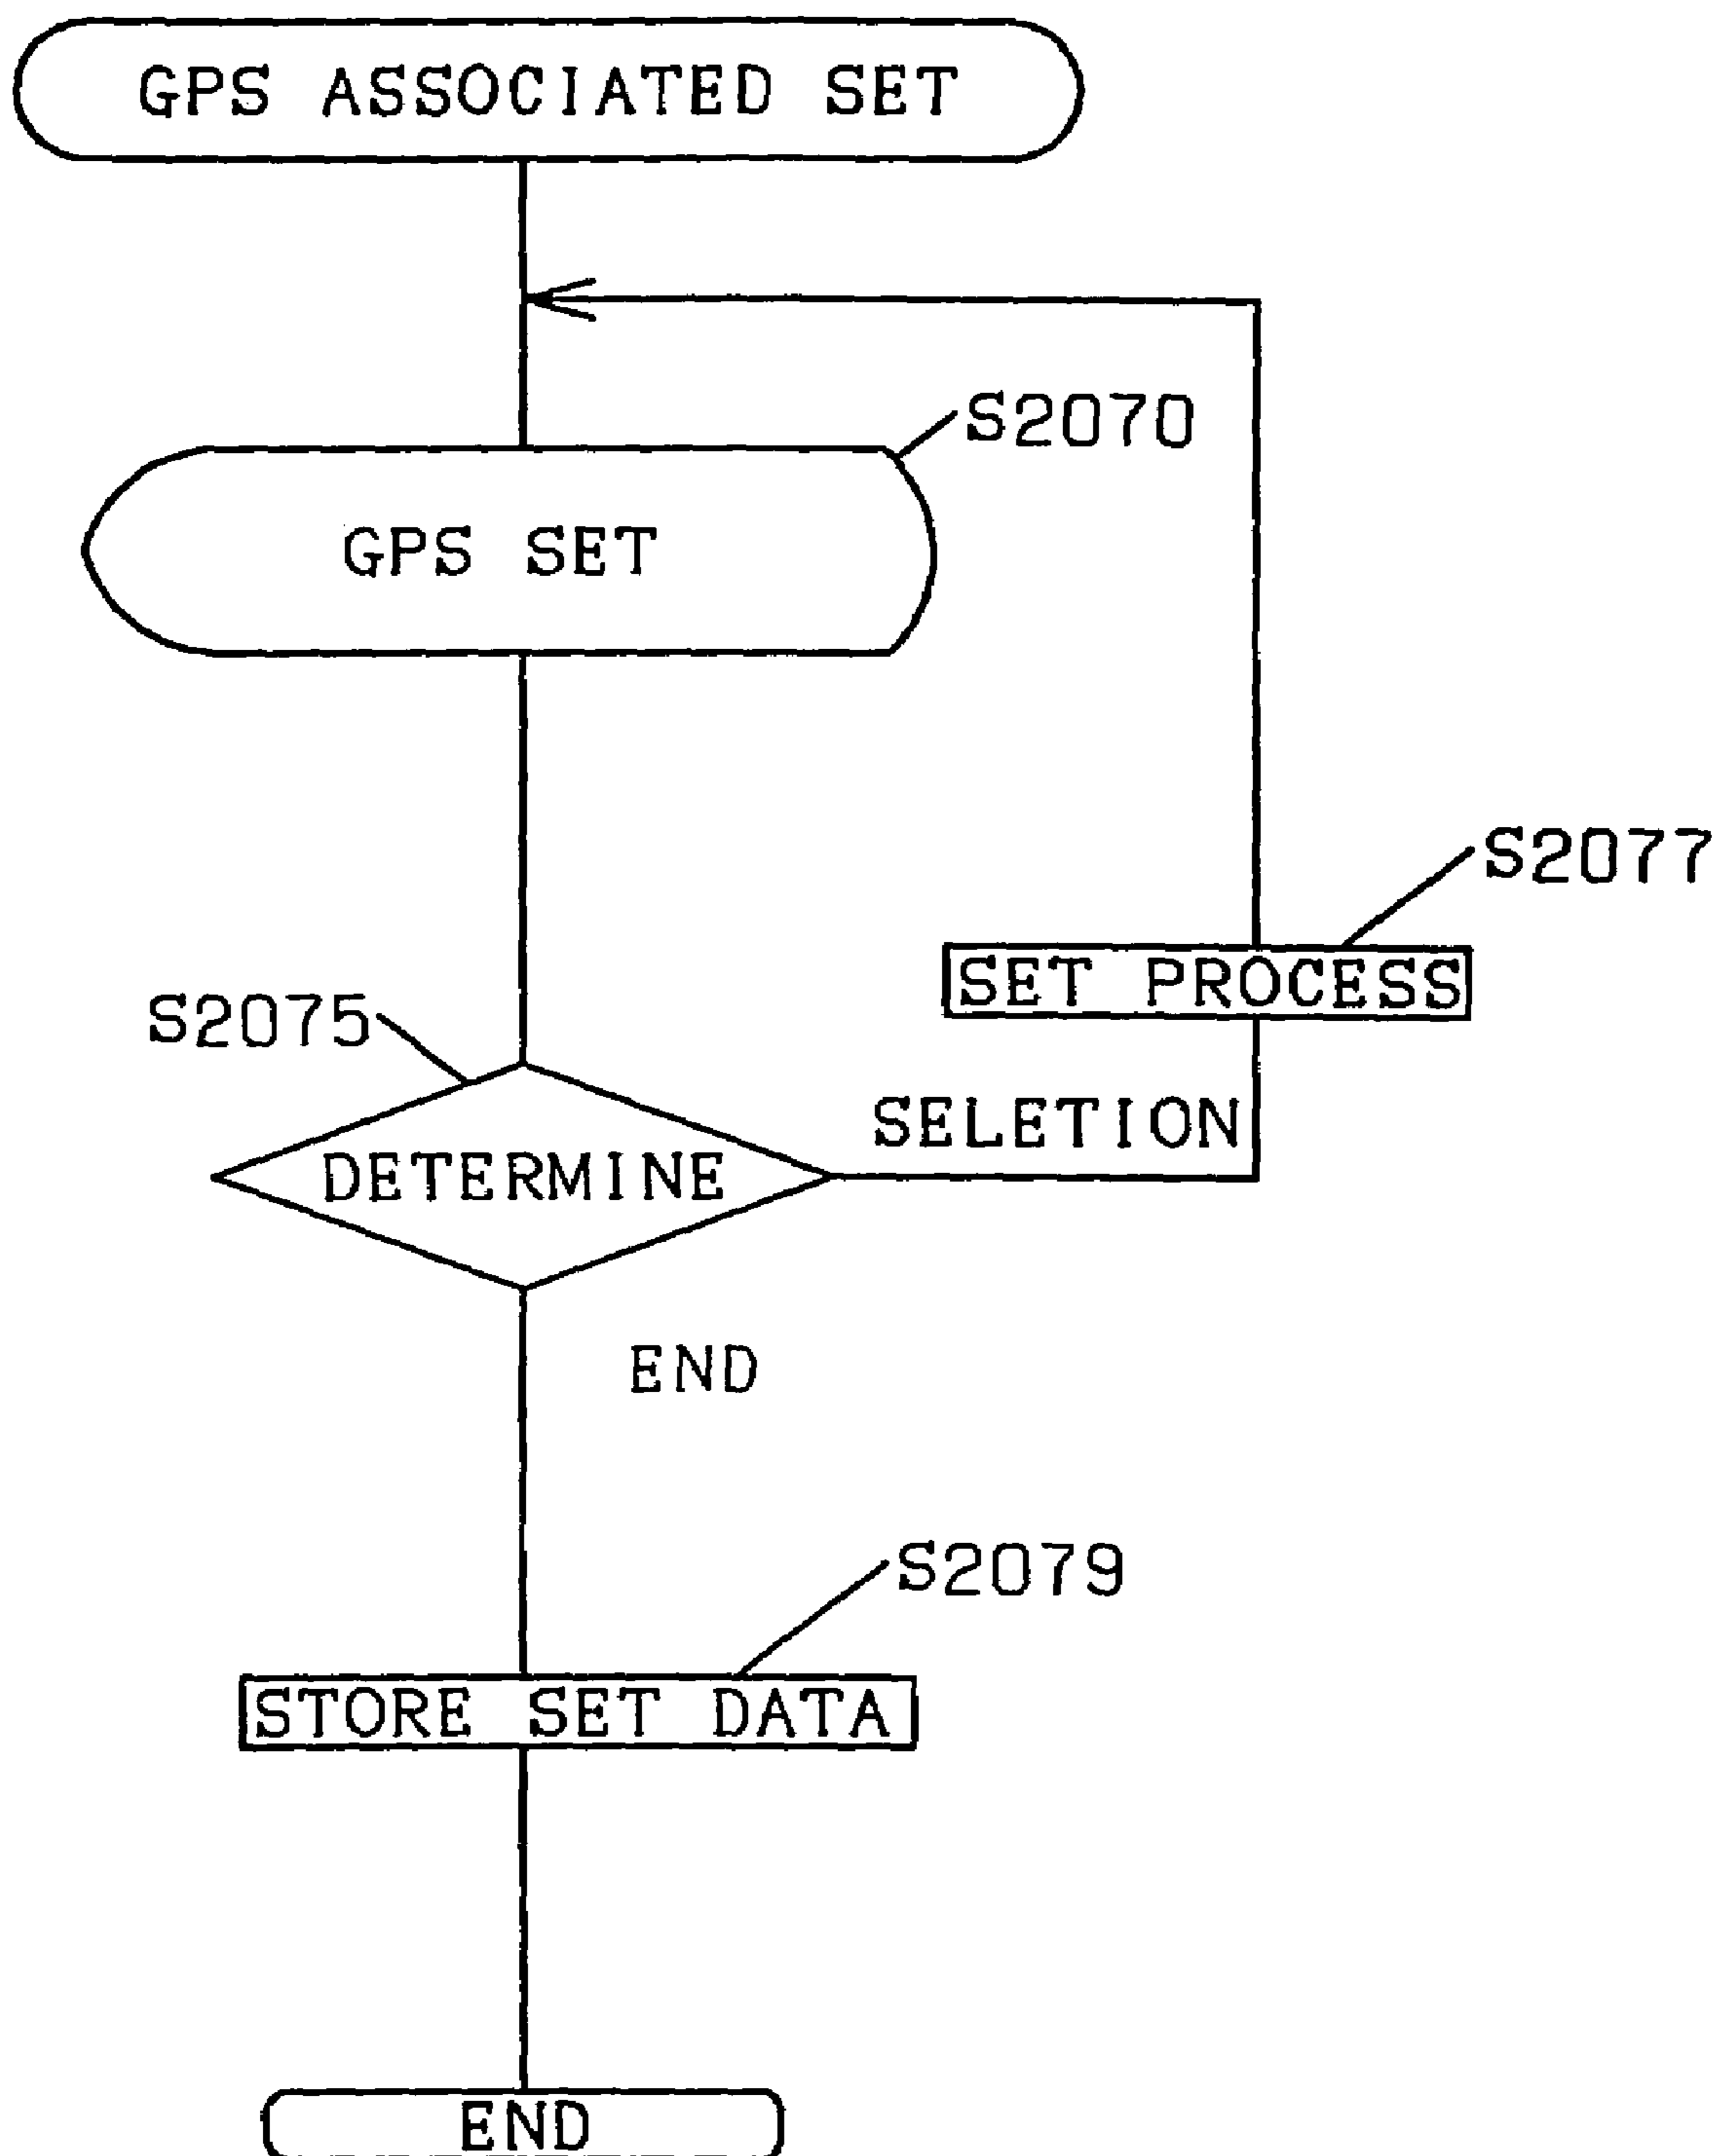 GPS ASSOCIATED SET
S2070
GPS SET
S2077
SET PROCESS
S2075
SELETION
DETERMINE
END
S2079
STORE SET DATA
END